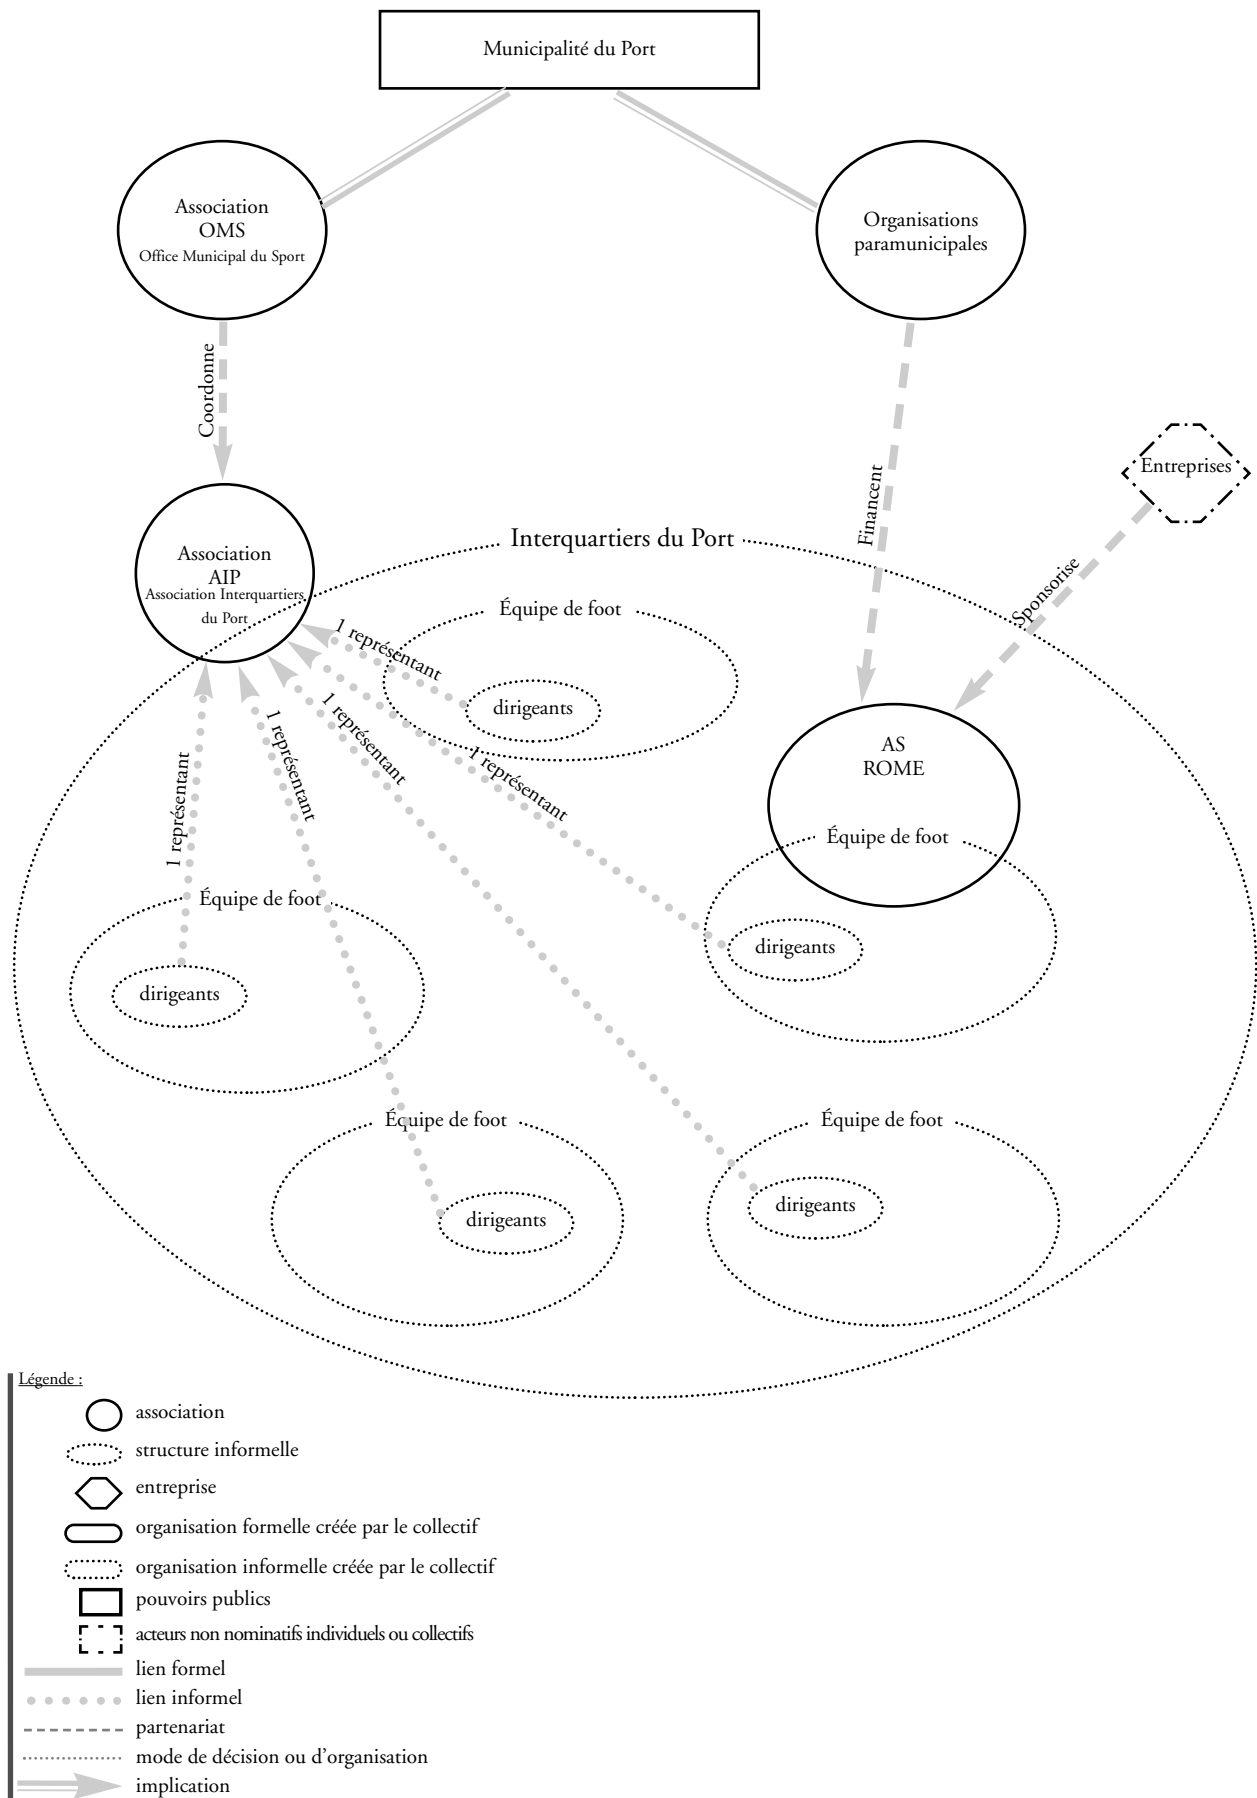 Municipalité du Port
Association
OMS
Office Municipal du Sport
Organisations
paramunicipales
Coordonne
Financent
Entreprises
Sponsorise
Association
AIP
Association Interquartiers
du Port
Interquartiers du Port
Équipe de foot
1 représentant
dirigeants
1 représentant
1 représentant
1 représentant
1 représentant
AS
ROME
Équipe de foot
dirigeants
Équipe de foot
dirigeants
Équipe de foot
dirigeants
Équipe de foot
dirigeants
Légende :
association
structure informelle
entreprise
organisation formelle créée par le collectif
organisation informelle créée par le collectif
pouvoirs publics
acteurs non nominatifs individuels ou collectifs
lien formel
lien informel
partenariat
mode de décision ou d'organisation
implication